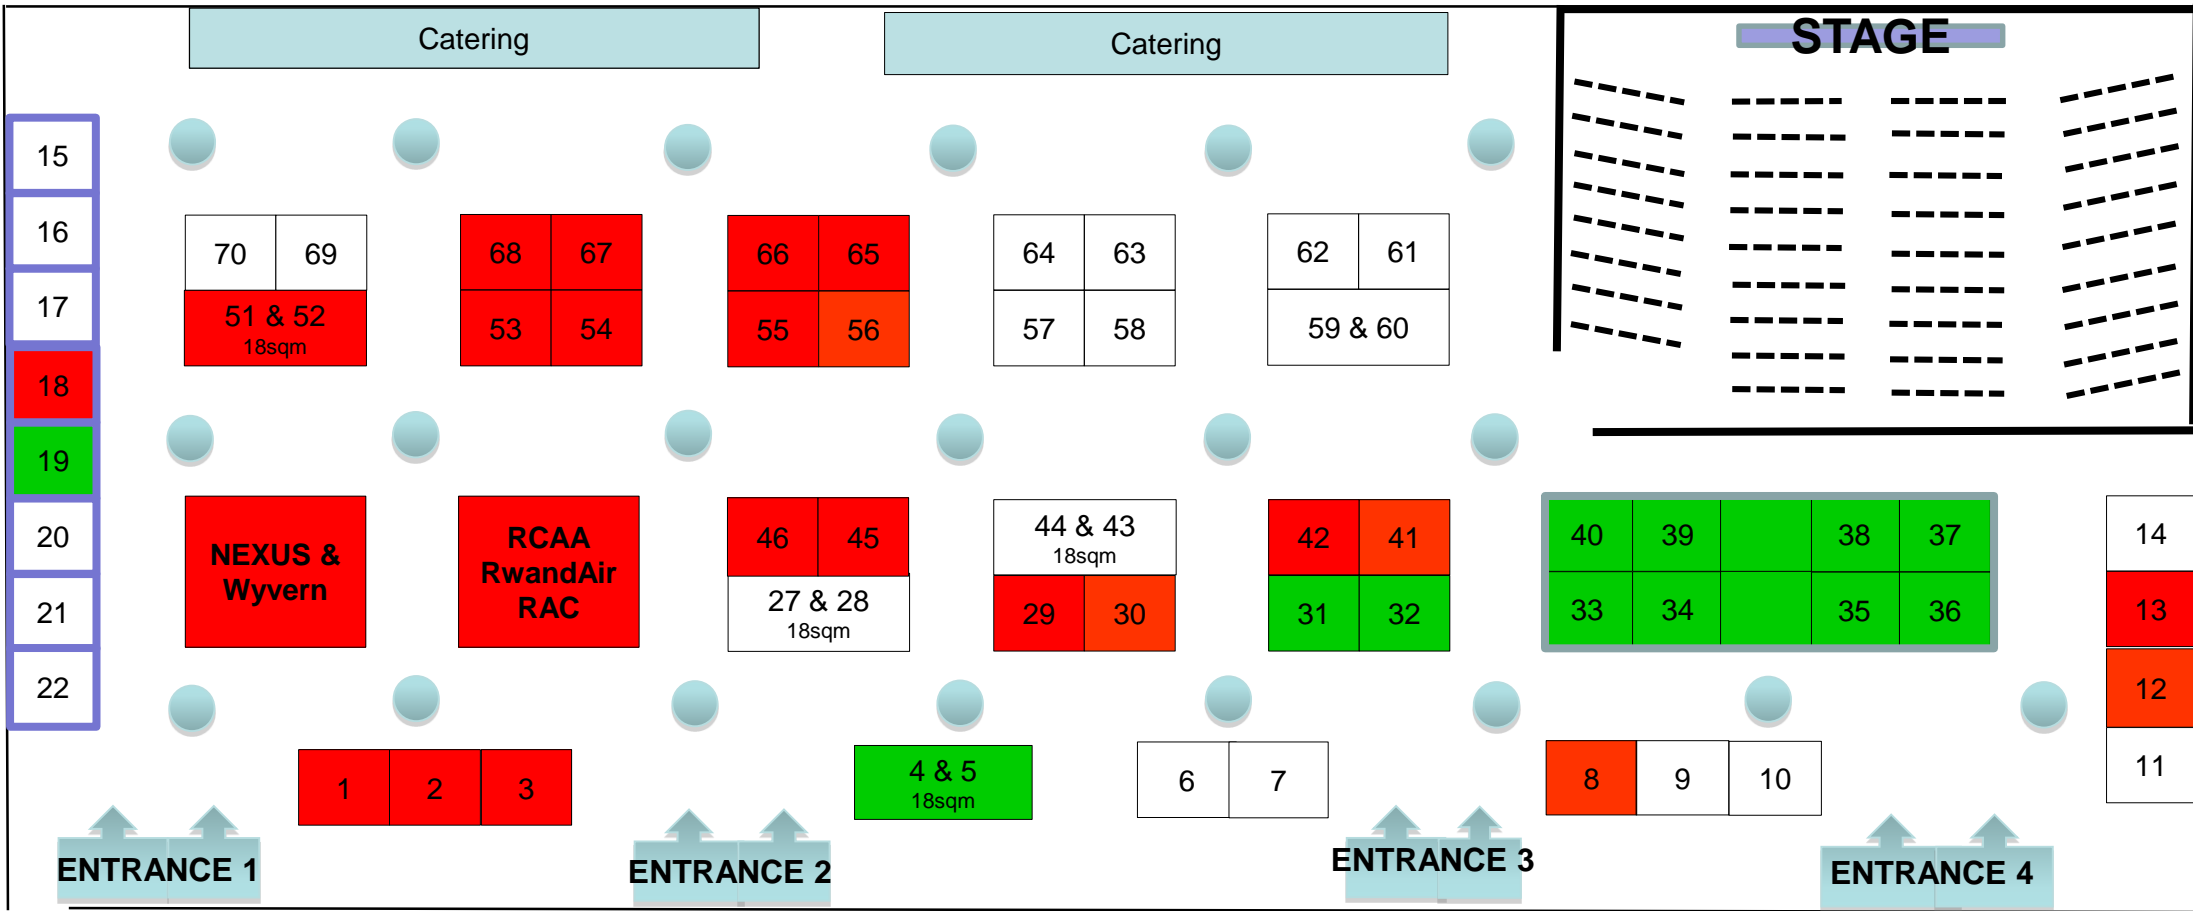 Catering
Catering
STAGE
15
16
17
18
19
20
21
22
70 69
51 & 52
18sqm
68 67
53 54
66 65
55 56
64 63
57 58
62 61
59 & 60
NEXUS &
Wyvern
RCAA
RwandAir
RAC
46 45
27 & 28
18sqm
44 & 43
18sqm
29 30
42 41
31 32
40 39 38 37
33 34 35 36
14
13
12
11
1 2 3
4 & 5
18sqm
6 7
8 9 10
ENTRANCE 1
ENTRANCE 2
ENTRANCE 3
ENTRANCE 4